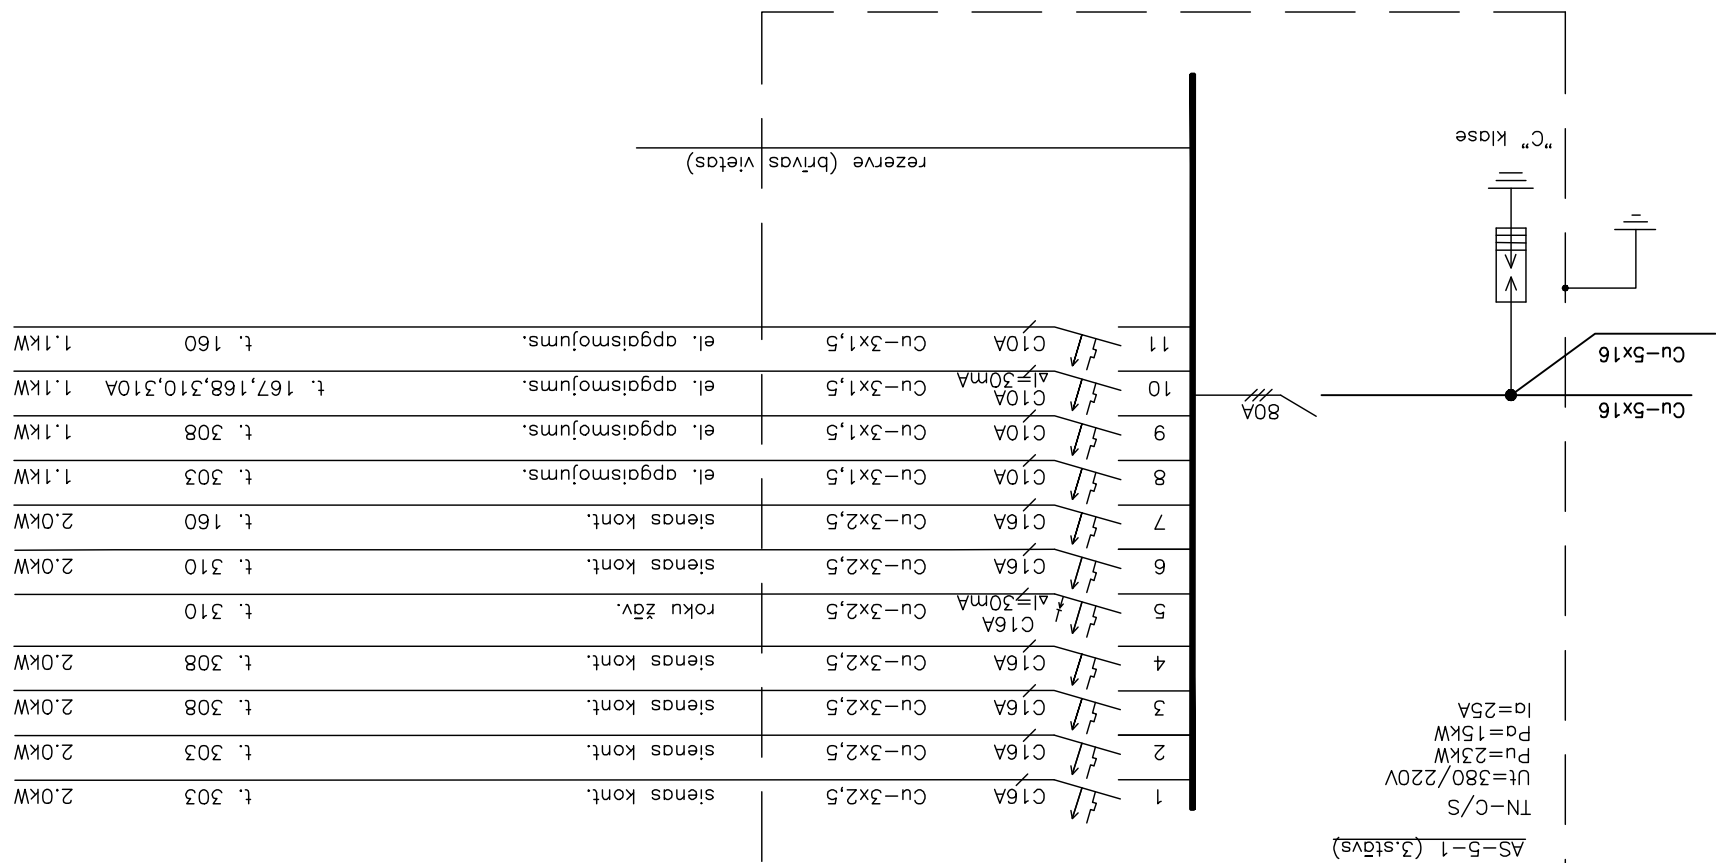 AS-5-1 (3.stāvs)
TN-C/S
Ut=380/220V
Pu=23kW
Pa=15kW
Ia=25A
1 C16A Cu-3x2,5 sienas kont. t. 303 2.0kW
2 C16A Cu-3x2,5 sienas kont. t. 303 2.0kW
3 C16A Cu-3x2,5 sienas kont. t. 308 2.0kW
4 C16A Cu-3x2,5 sienas kont. t. 308 2.0kW
C16A
5 ΔI=30mA Cu-3x2,5 roku žāv. t. 310
6 C16A Cu-3x2,5 sienas kont. t. 310 2.0kW
7 C16A Cu-3x2,5 sienas kont. t. 160 2.0kW
8 C10A Cu-3x1,5 el. apgaismojums. t. 303 1.1kW
9 C10A Cu-3x1,5 el. apgaismojums. t. 308 1.1kW
Cu-5x16
80A
C10A
10 ΔI=30mA Cu-3x1,5 el. apgaismojums. t. 167,168,310,310A 1.1kW
Cu-5x16
11 C10A Cu-3x1,5 el. apgaismojums. t. 160 1.1kW
rezerve (brīvas vietas)
"C" klase